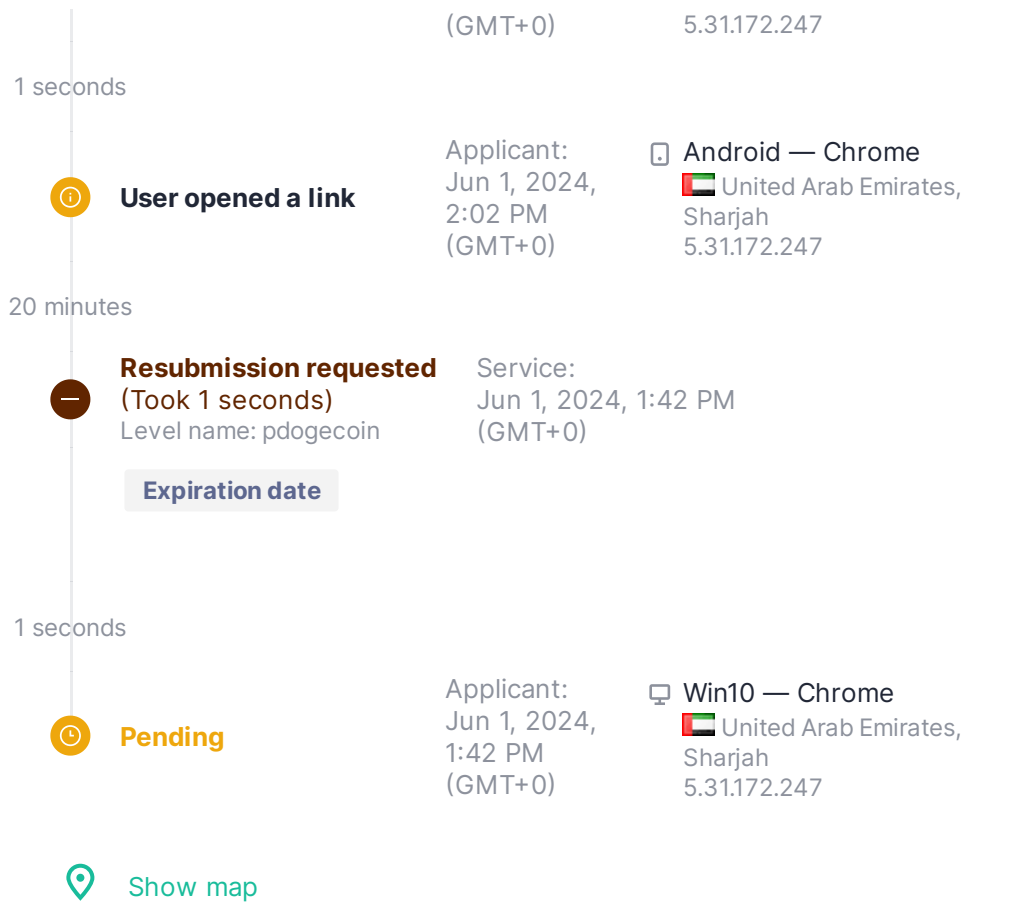 (GMT+0)
5.31.172.247
1 seconds
User opened a link
Applicant:
Jun 1, 2024,
2:02 PM
(GMT+0)
Android — Chrome
United Arab Emirates,
Sharjah
5.31.172.247
20 minutes
Resubmission requested
(Took 1 seconds)
Level name: pdogecoin
Expiration date
Service:
Jun 1, 2024, 1:42 PM
(GMT+0)
1 seconds
Pending
Applicant:
Jun 1, 2024,
1:42 PM
(GMT+0)
Win10 — Chrome
United Arab Emirates,
Sharjah
5.31.172.247
Show map